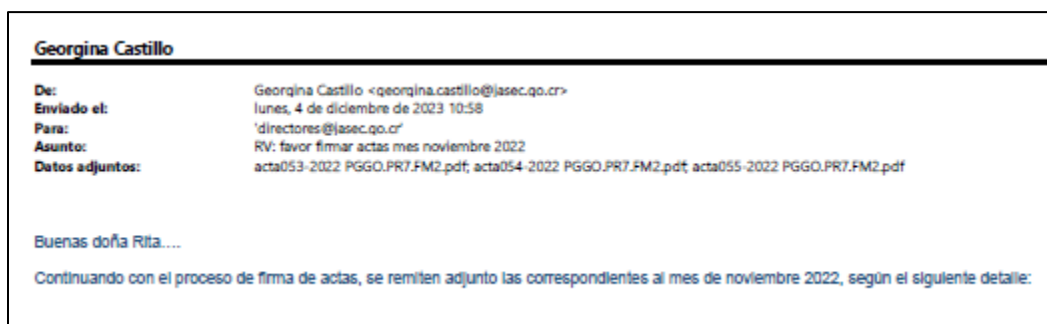 Georgina Castillo
De: Georgina Castillo <georgina.castillo@jasec.go.cr>
Enviado el: lunes, 4 de diciembre de 2023 10:58
Para: 'directores@jasec.go.cr'
Asunto: RV: favor firmar actas mes noviembre 2022
Datos adjuntos: acta053-2022 PGGO.PR7.FM2.pdf; acta054-2022 PGGO.PR7.FM2.pdf; acta055-2022 PGGO.PR7.FM2.pdf
Buenas doña Rita....
Continuando con el proceso de firma de actas, se remiten adjunto las correspondientes al mes de noviembre 2022, según el siguiente detalle: